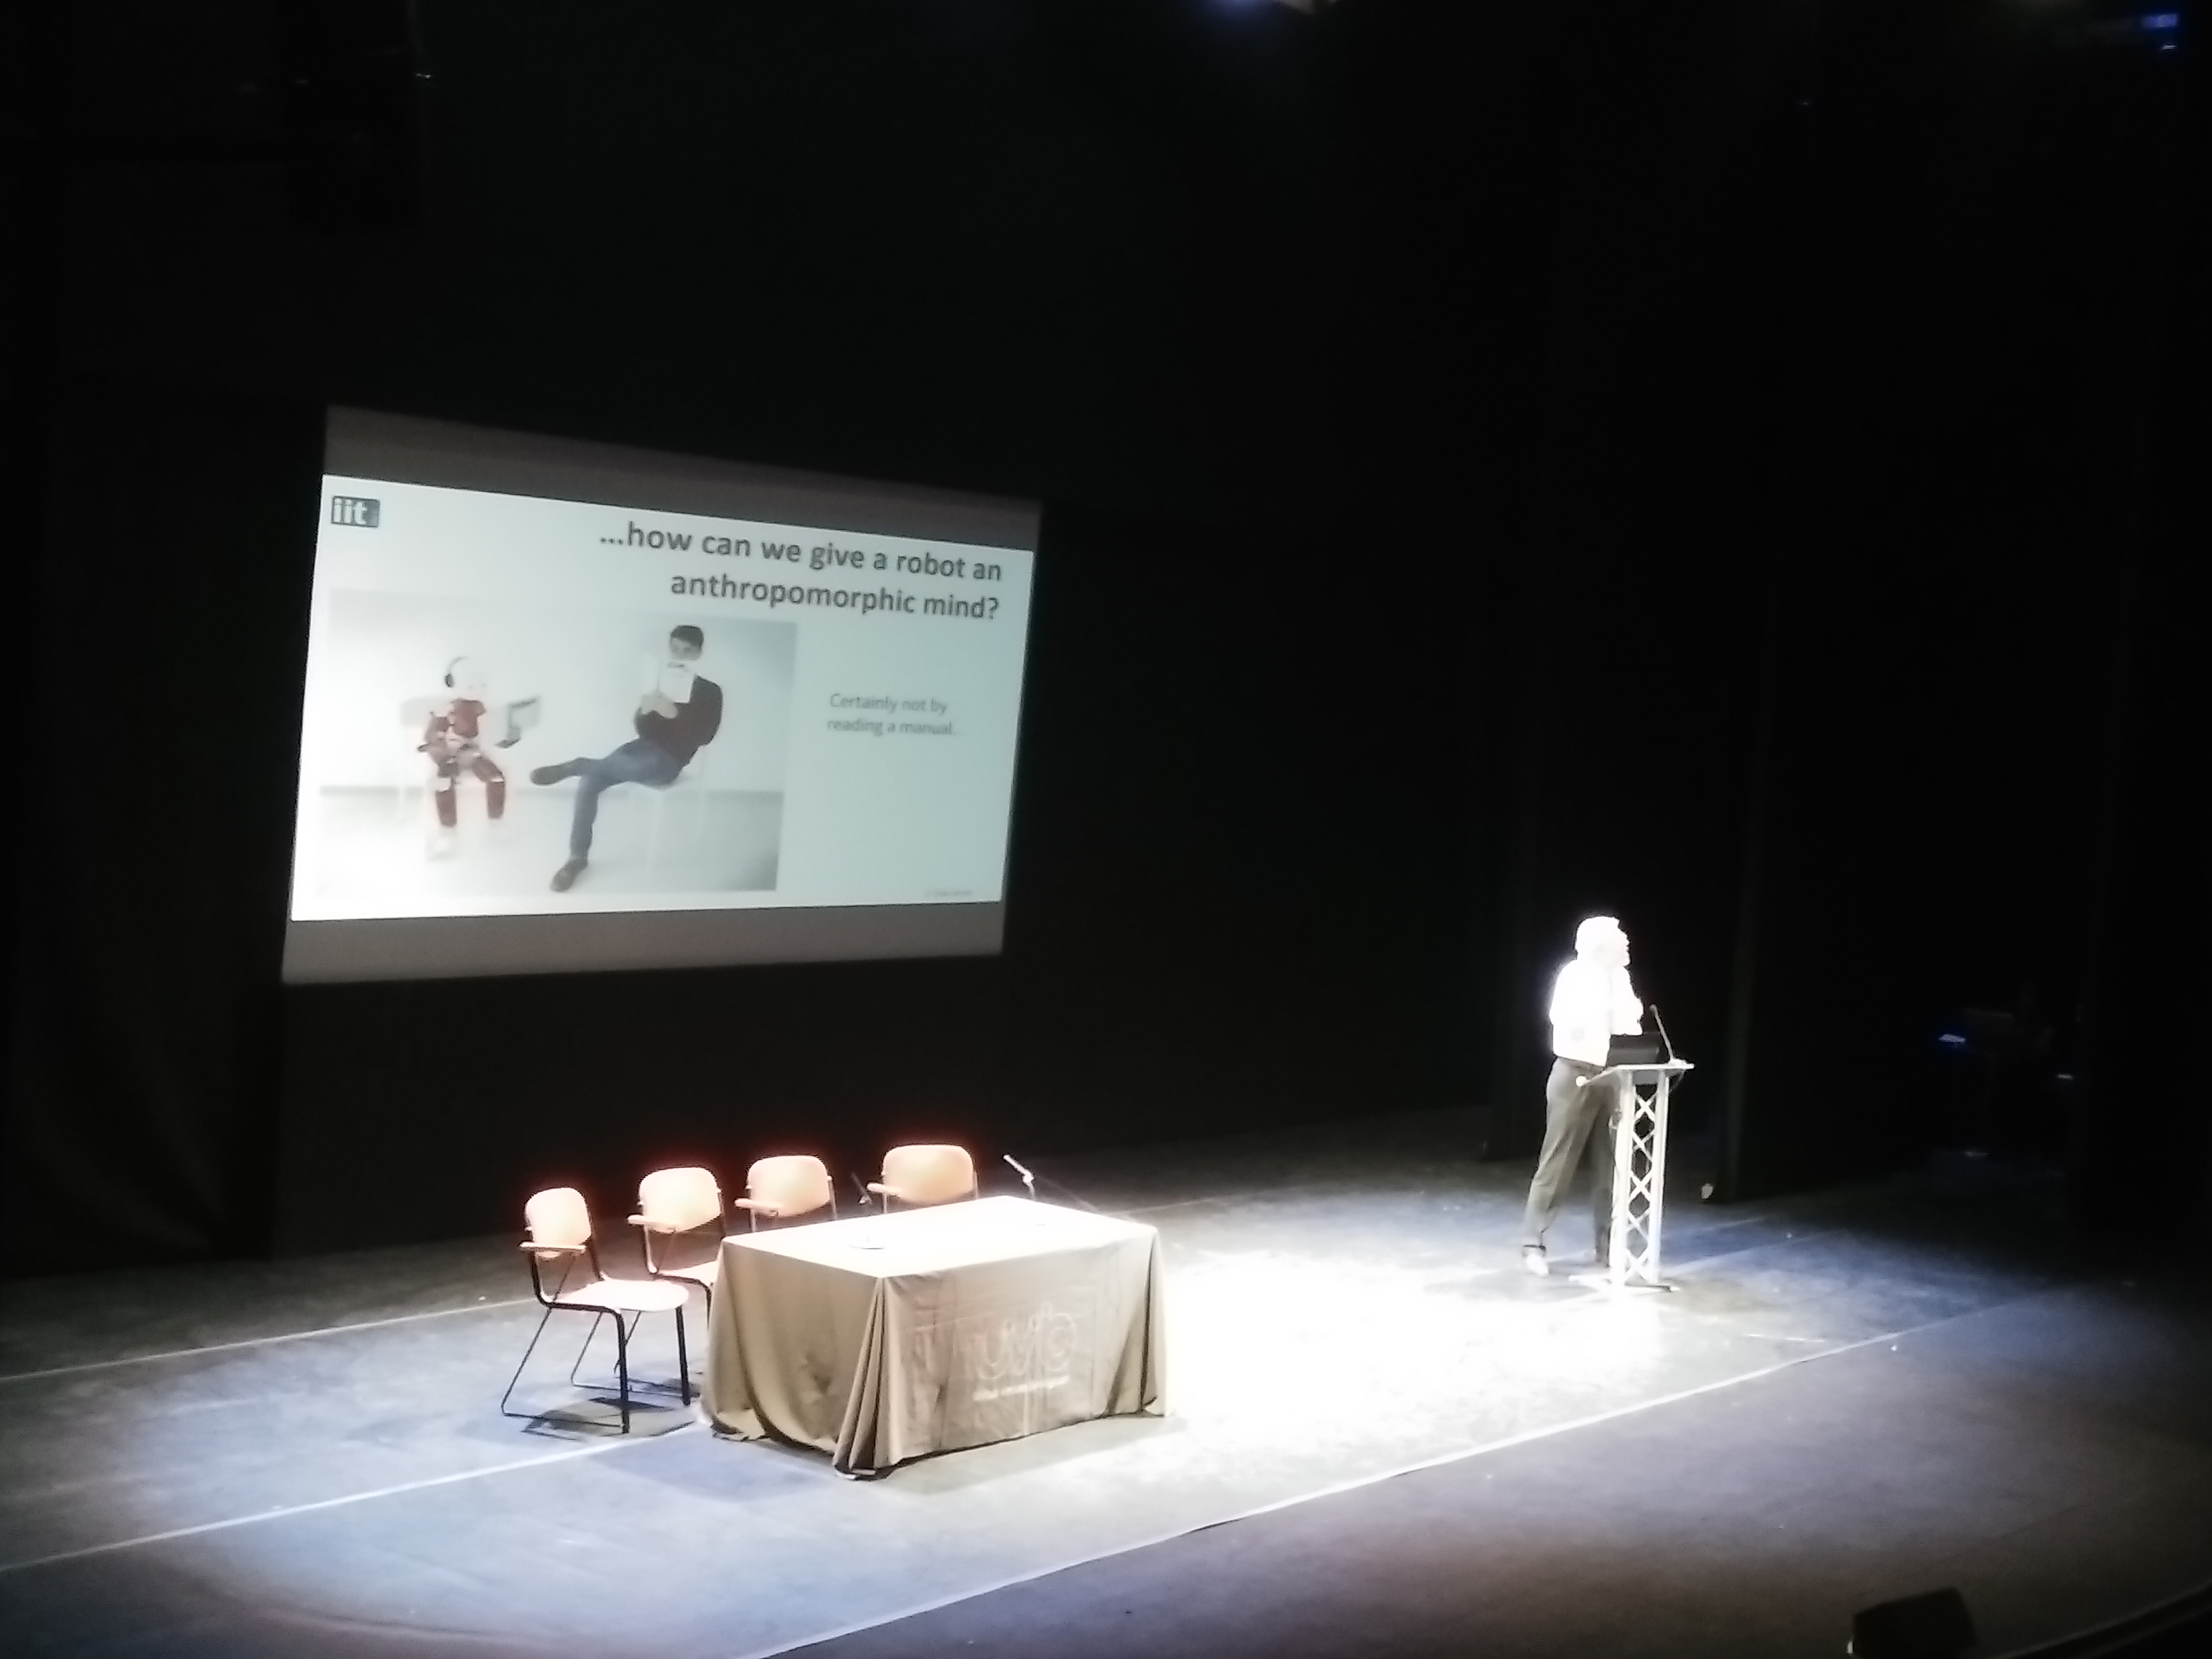 iit
...how can we give a robot an
anthropomorphic mind?
Certainly not by
reading a manual...